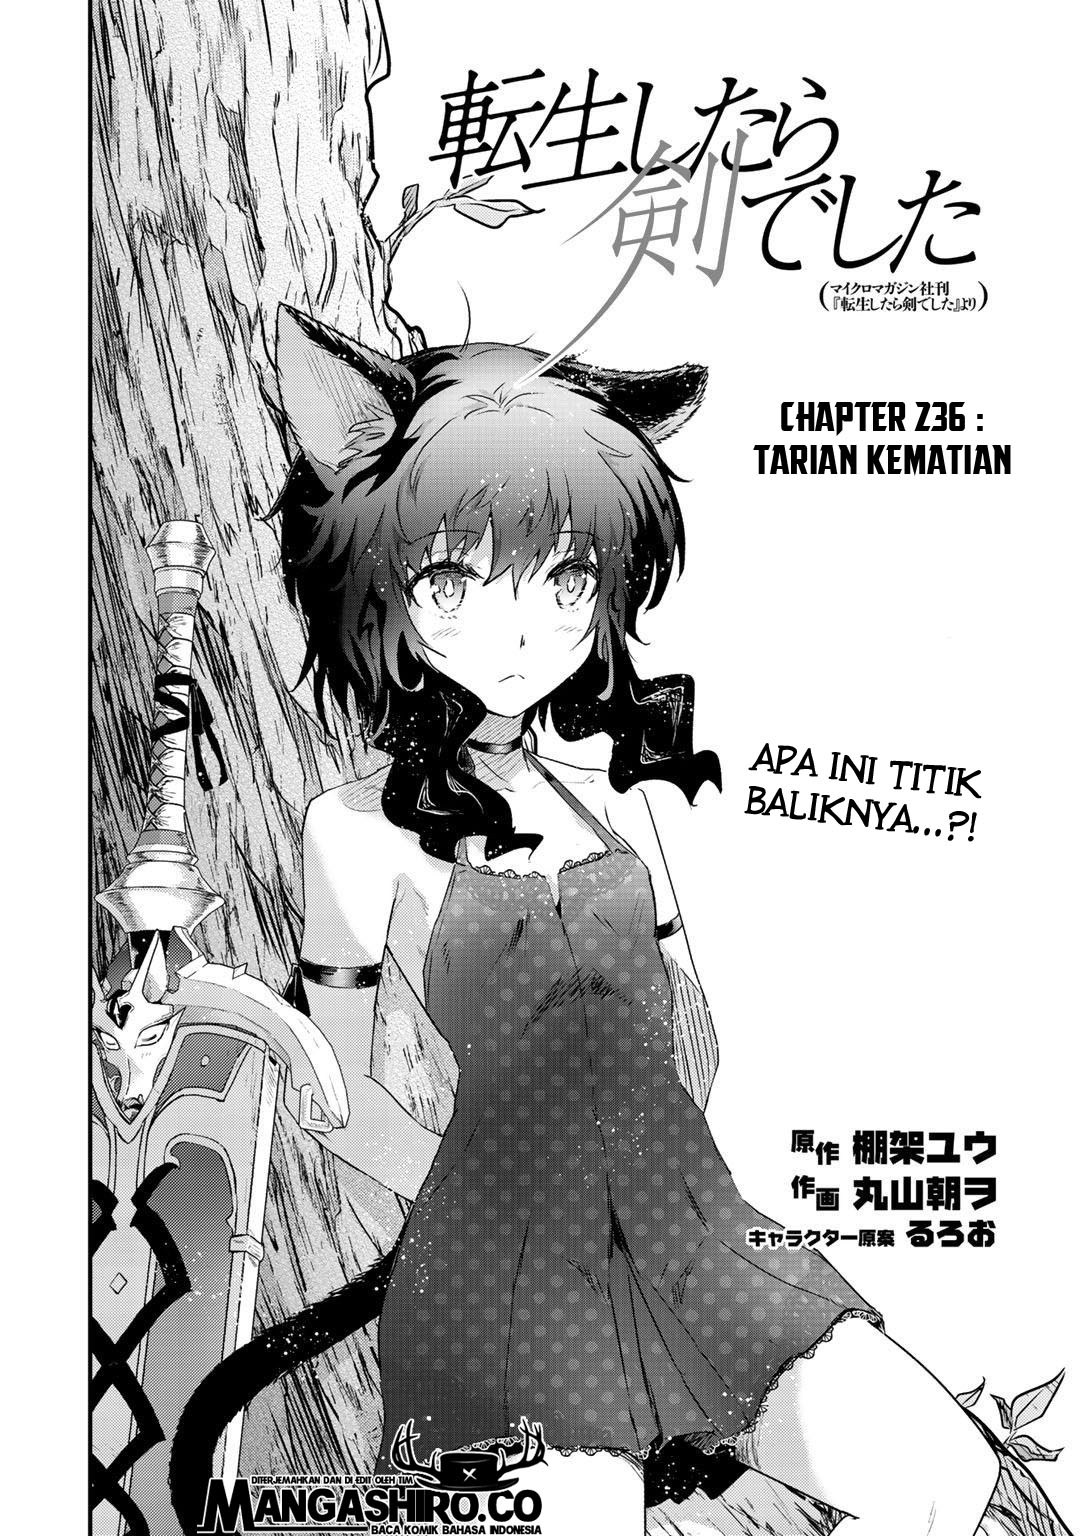 転生したら
剣でした
(マイクロマガジン社刊
『転生したら剣でした』より)
CHAPTER 236 :
TARIAN KEMATIAN
APA INI TITIK
BALIKNYA...?!
原作 棚架ユウ
作画 丸山朝ヲ
キャラクター原案 るろお
DITERJEMAHKAN DAN DI EDIT OLEH TIM
MANGASHIRO.CO
BACA KOMIK BAHASA INDONESIA